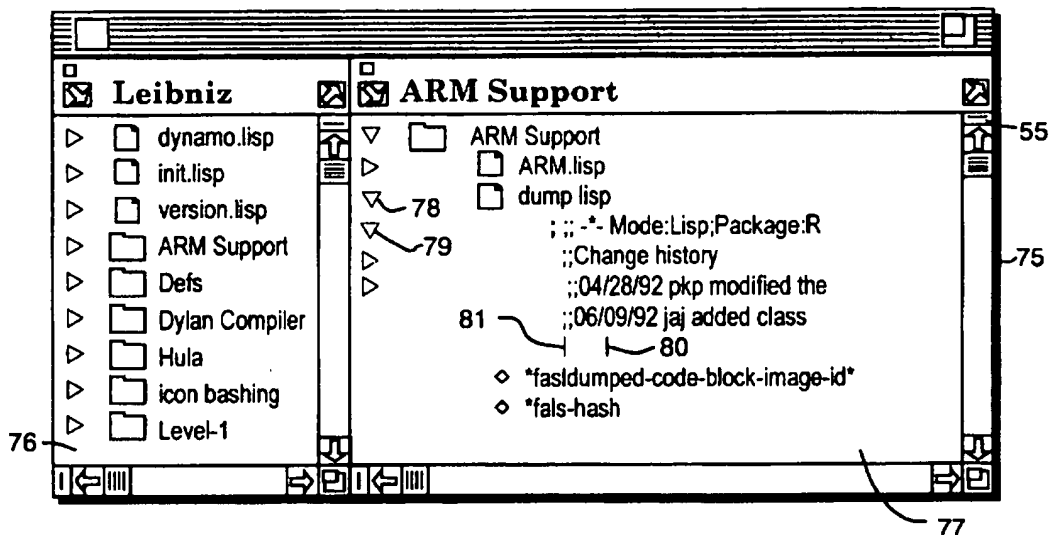 Leibniz
dynamo.lisp
init.lisp
version.lisp
ARM Support
Defs
Dylan Compiler
Hula
icon bashing
Level-1
ARM Support
ARM Support
ARM.lisp
dump lisp
; ;; -*- Mode:Lisp;Package:R
;;Change history
;;04/28/92 pkp modified the
;;06/09/92 jaj added class
*fasldumped-code-block-image-id*
*fals-hash
55
75
76
77
78
79
80
81